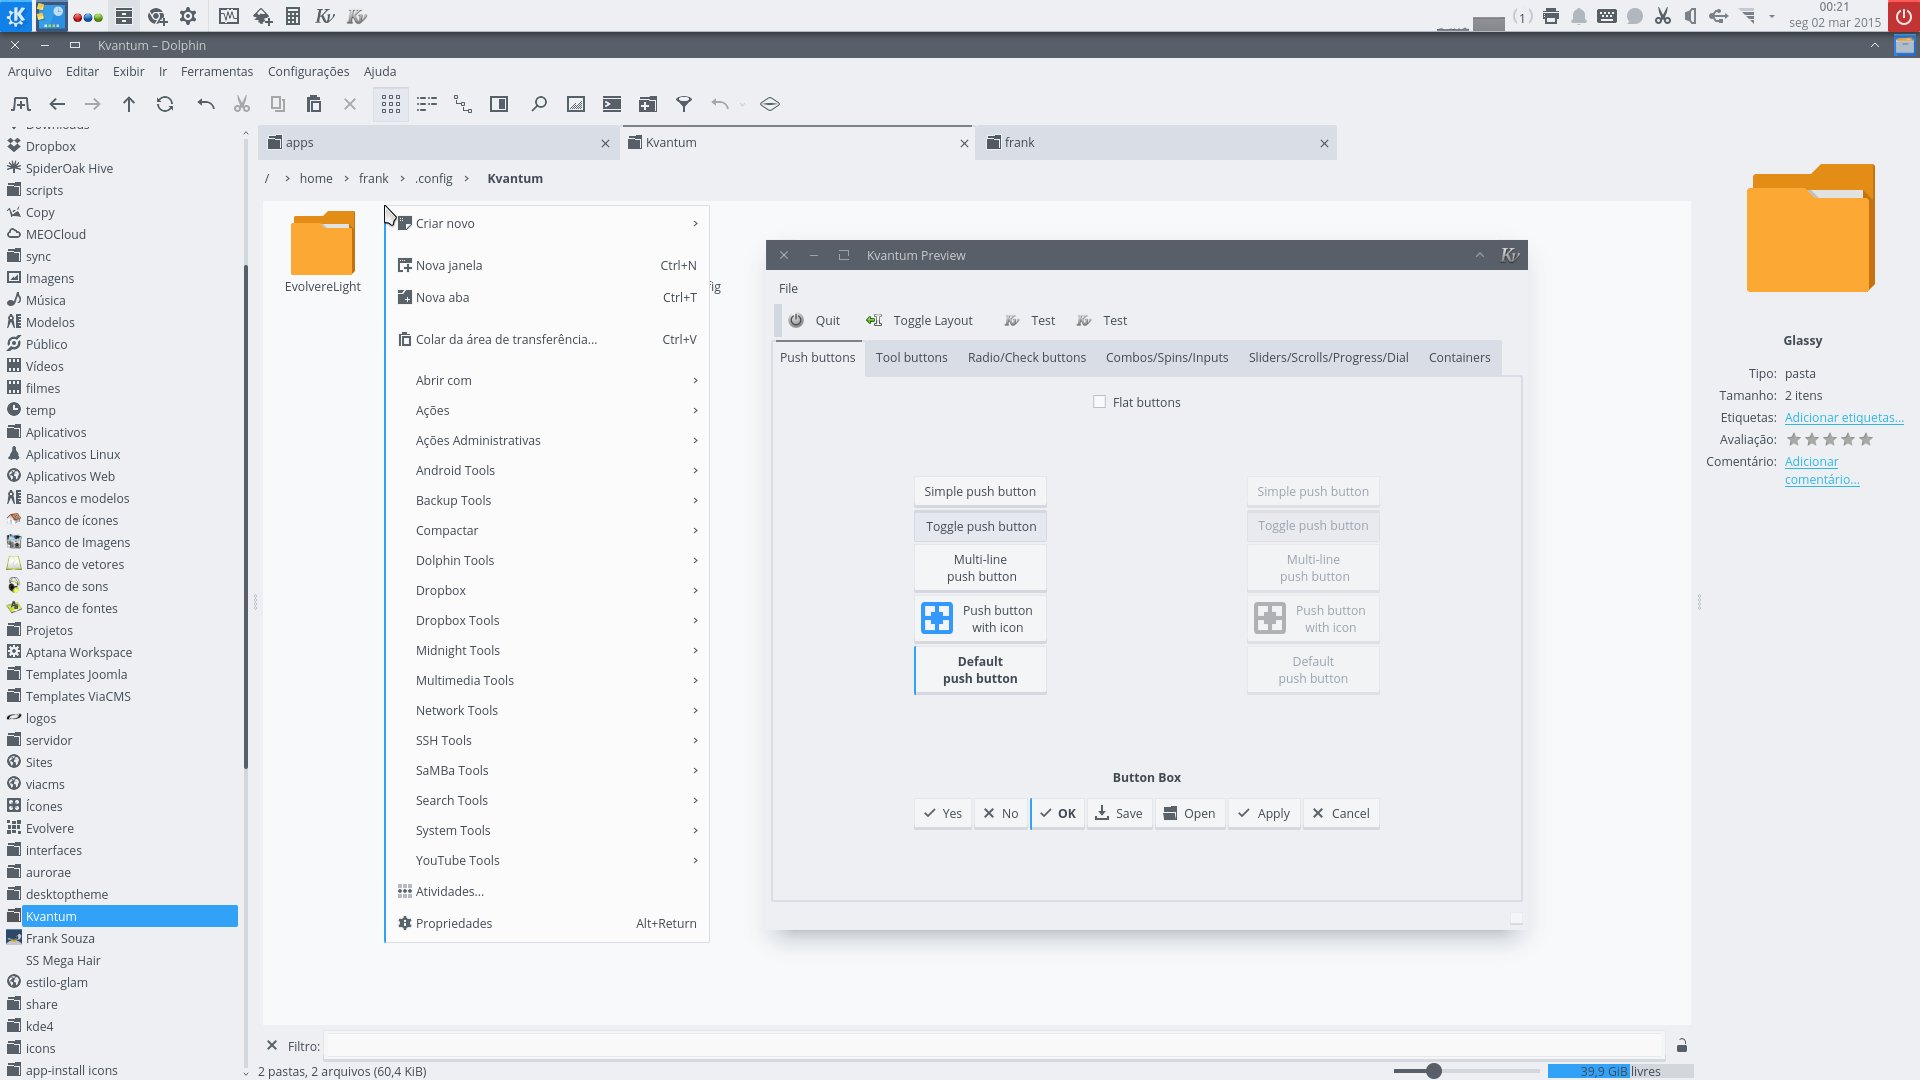 (1)
00:21
seg 02 mar 2015
Kvantum – Dolphin
Arquivo Editar Exibir Ir Ferramentas Configurações Ajuda
Downloads
Dropbox
SpiderOak Hive
scripts
Copy
MEOCloud
sync
Imagens
Música
Modelos
Público
Vídeos
filmes
temp
Aplicativos
Aplicativos Linux
Aplicativos Web
Bancos e modelos
Banco de ícones
Banco de Imagens
Banco de vetores
Banco de sons
Banco de fontes
Projetos
Aptana Workspace
Templates Joomla
Templates ViaCMS
logos
servidor
Sites
viacms
Ícones
Evolvere
interfaces
aurorae
desktoptheme
Kvantum
Frank Souza
SS Mega Hair
estilo-glam
share
kde4
icons
app-install icons
apps
Kvantum
frank
/ > home > frank > .config > Kvantum
EvolvereLight
ig
Criar novo
Nova janela Ctrl+N
Nova aba Ctrl+T
Colar da área de transferência... Ctrl+V
Abrir com
Ações
Ações Administrativas
Android Tools
Backup Tools
Compactar
Dolphin Tools
Dropbox
Dropbox Tools
Midnight Tools
Multimedia Tools
Network Tools
SSH Tools
SaMBa Tools
Search Tools
System Tools
YouTube Tools
Atividades...
Propriedades Alt+Return
Kvantum Preview
Kv
File
Quit Toggle Layout Test Test
Push buttons Tool buttons Radio/Check buttons Combos/Spins/Inputs Sliders/Scrolls/Progress/Dial Containers
Flat buttons
Simple push button
Toggle push button
Multi-line
push button
Push button
with icon
Default
push button
Simple push button
Toggle push button
Multi-line
push button
Push button
with icon
Default
push button
Button Box
Yes No OK Save Open Apply Cancel
Glassy
Tipo: pasta
Tamanho: 2 itens
Etiquetas: Adicionar etiquetas...
Avaliação:
Comentário: Adicionar
comentário...
Filtro:
2 pastas, 2 arquivos (60,4 KiB)
39,9 GiB livres